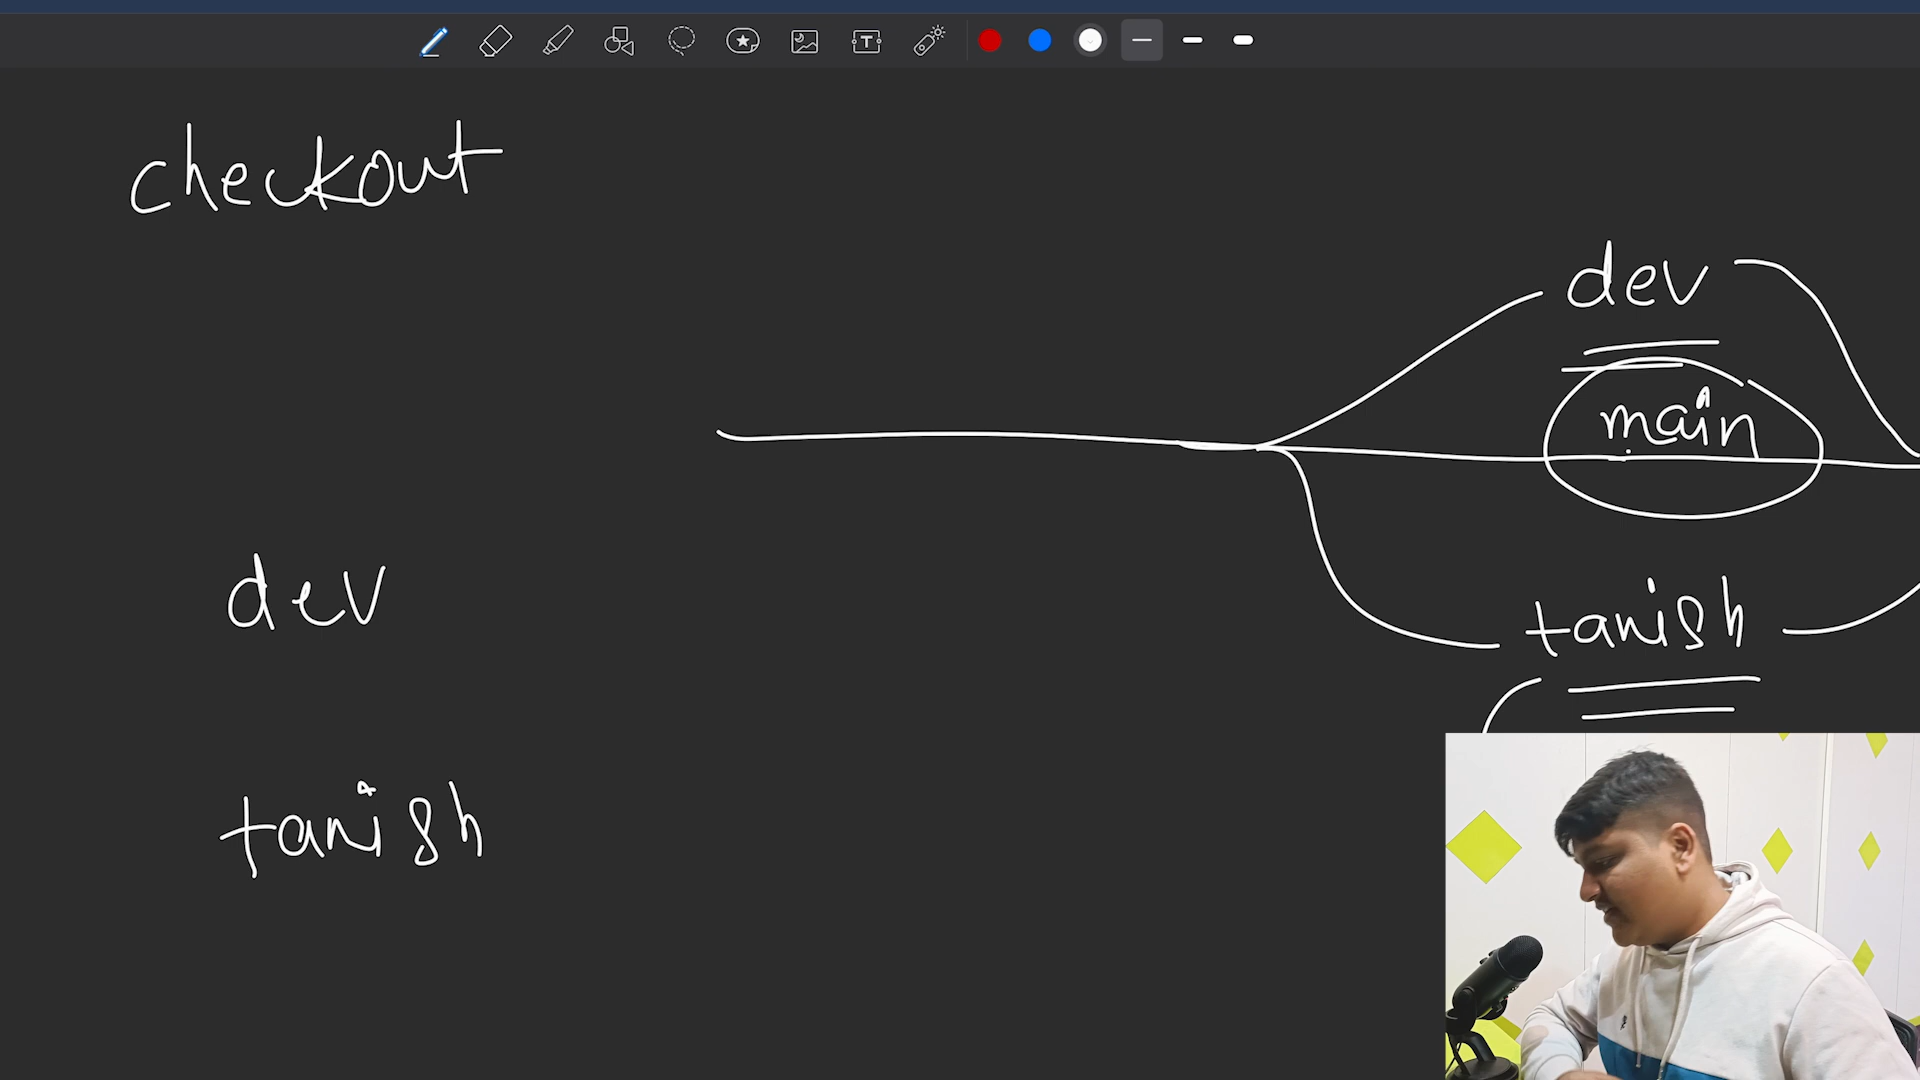 checkout
dev
main
dev
tanish
tanish